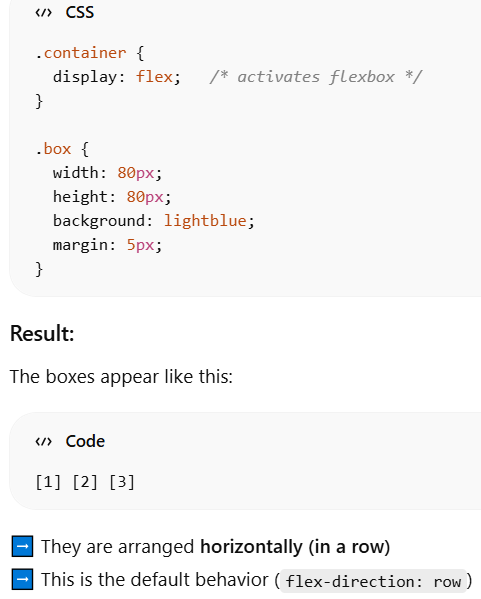 </> CSS
.container {
  display: flex;   /* activates flexbox */
}

.box {
  width: 80px;
  height: 80px;
  background: lightblue;
  margin: 5px;
}
Result:
The boxes appear like this:
</> Code
[1] [2] [3]
➡ They are arranged horizontally (in a row)
➡ This is the default behavior (flex-direction: row)